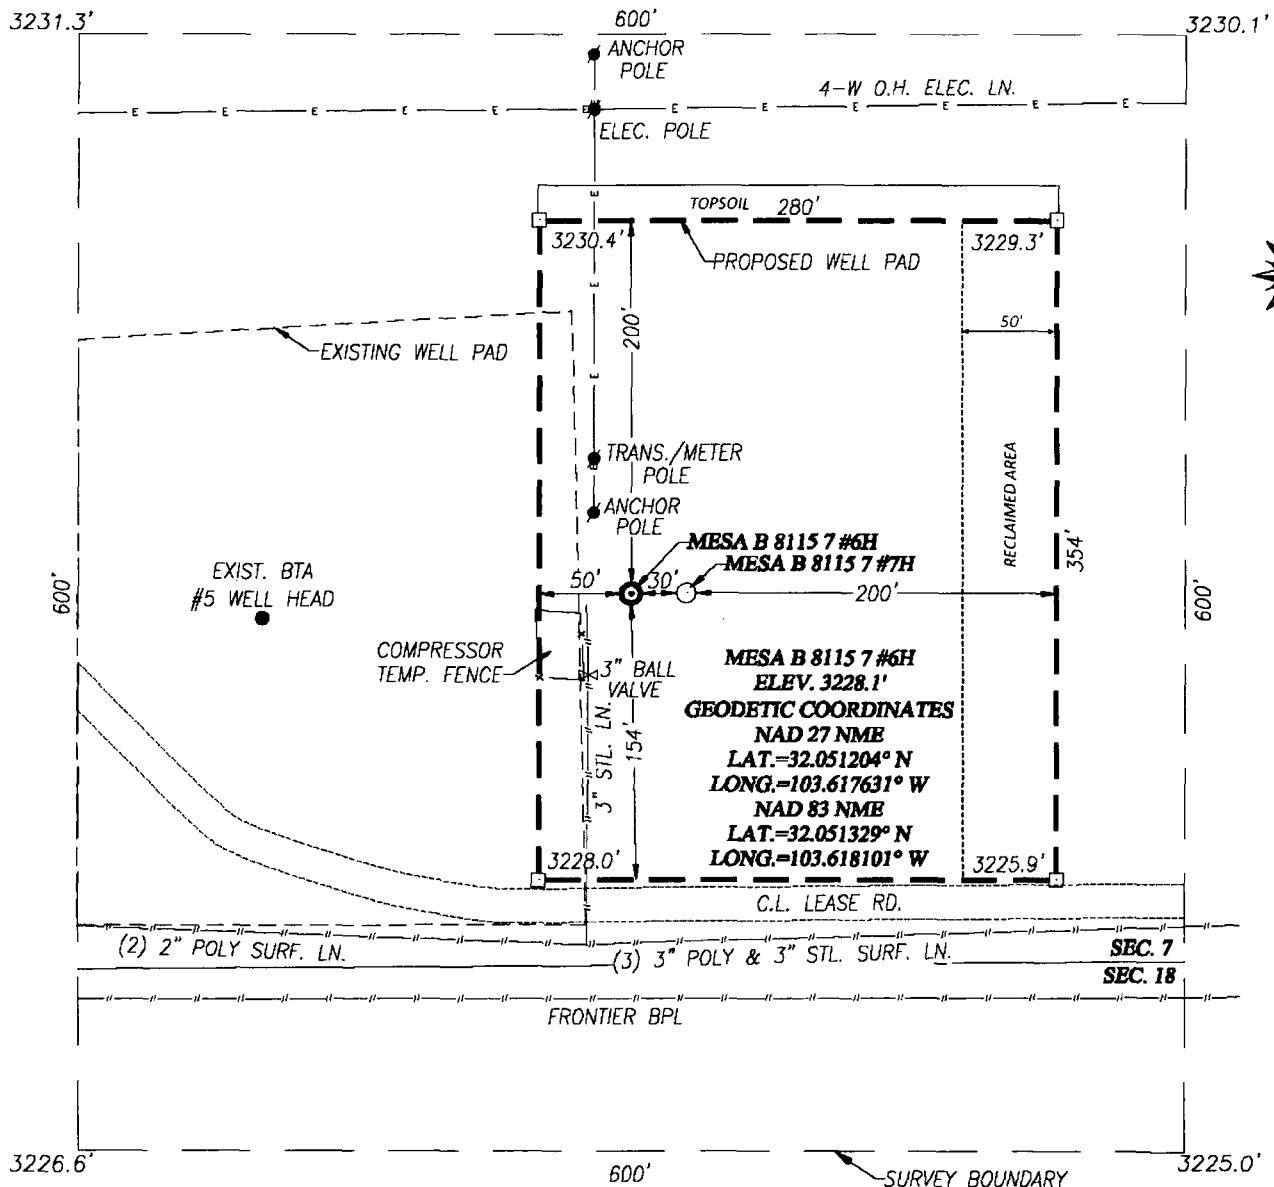 3231.3'
600'
3230.1'
ANCHOR
POLE
4-W O.H. ELEC. LN.
E E E E E E E E E E E
ELEC. POLE
E
TOPSOIL 280'
3230.4'
3229.3'
PROPOSED WELL PAD
E
200'
50'
EXISTING WELL PAD
E
TRANS./METER
POLE
RECLAIMED AREA
ANCHOR
POLE
354'
MESA B 8115 7 #6H
MESA B 8115 7 #7H
EXIST. BTA
#5 WELL HEAD
50'
30'
200'
600'
600'
COMPRESSOR
TEMP. FENCE
3" BALL
VALVE
3" STL. LN.
154'
MESA B 8115 7 #6H
ELEV. 3228.1'
GEODETIC COORDINATES
NAD 27 NME
LAT.=32.051204° N
LONG.=103.617631° W
NAD 83 NME
LAT.=32.051329° N
LONG.=103.618101° W
3228.0'
3225.9'
C.L. LEASE RD.
(2) 2" POLY SURF. LN.
(3) 3" POLY & 3" STL. SURF. LN.
SEC. 7
SEC. 18
FRONTIER BPL
3226.6'
600'
SURVEY BOUNDARY
3225.0'